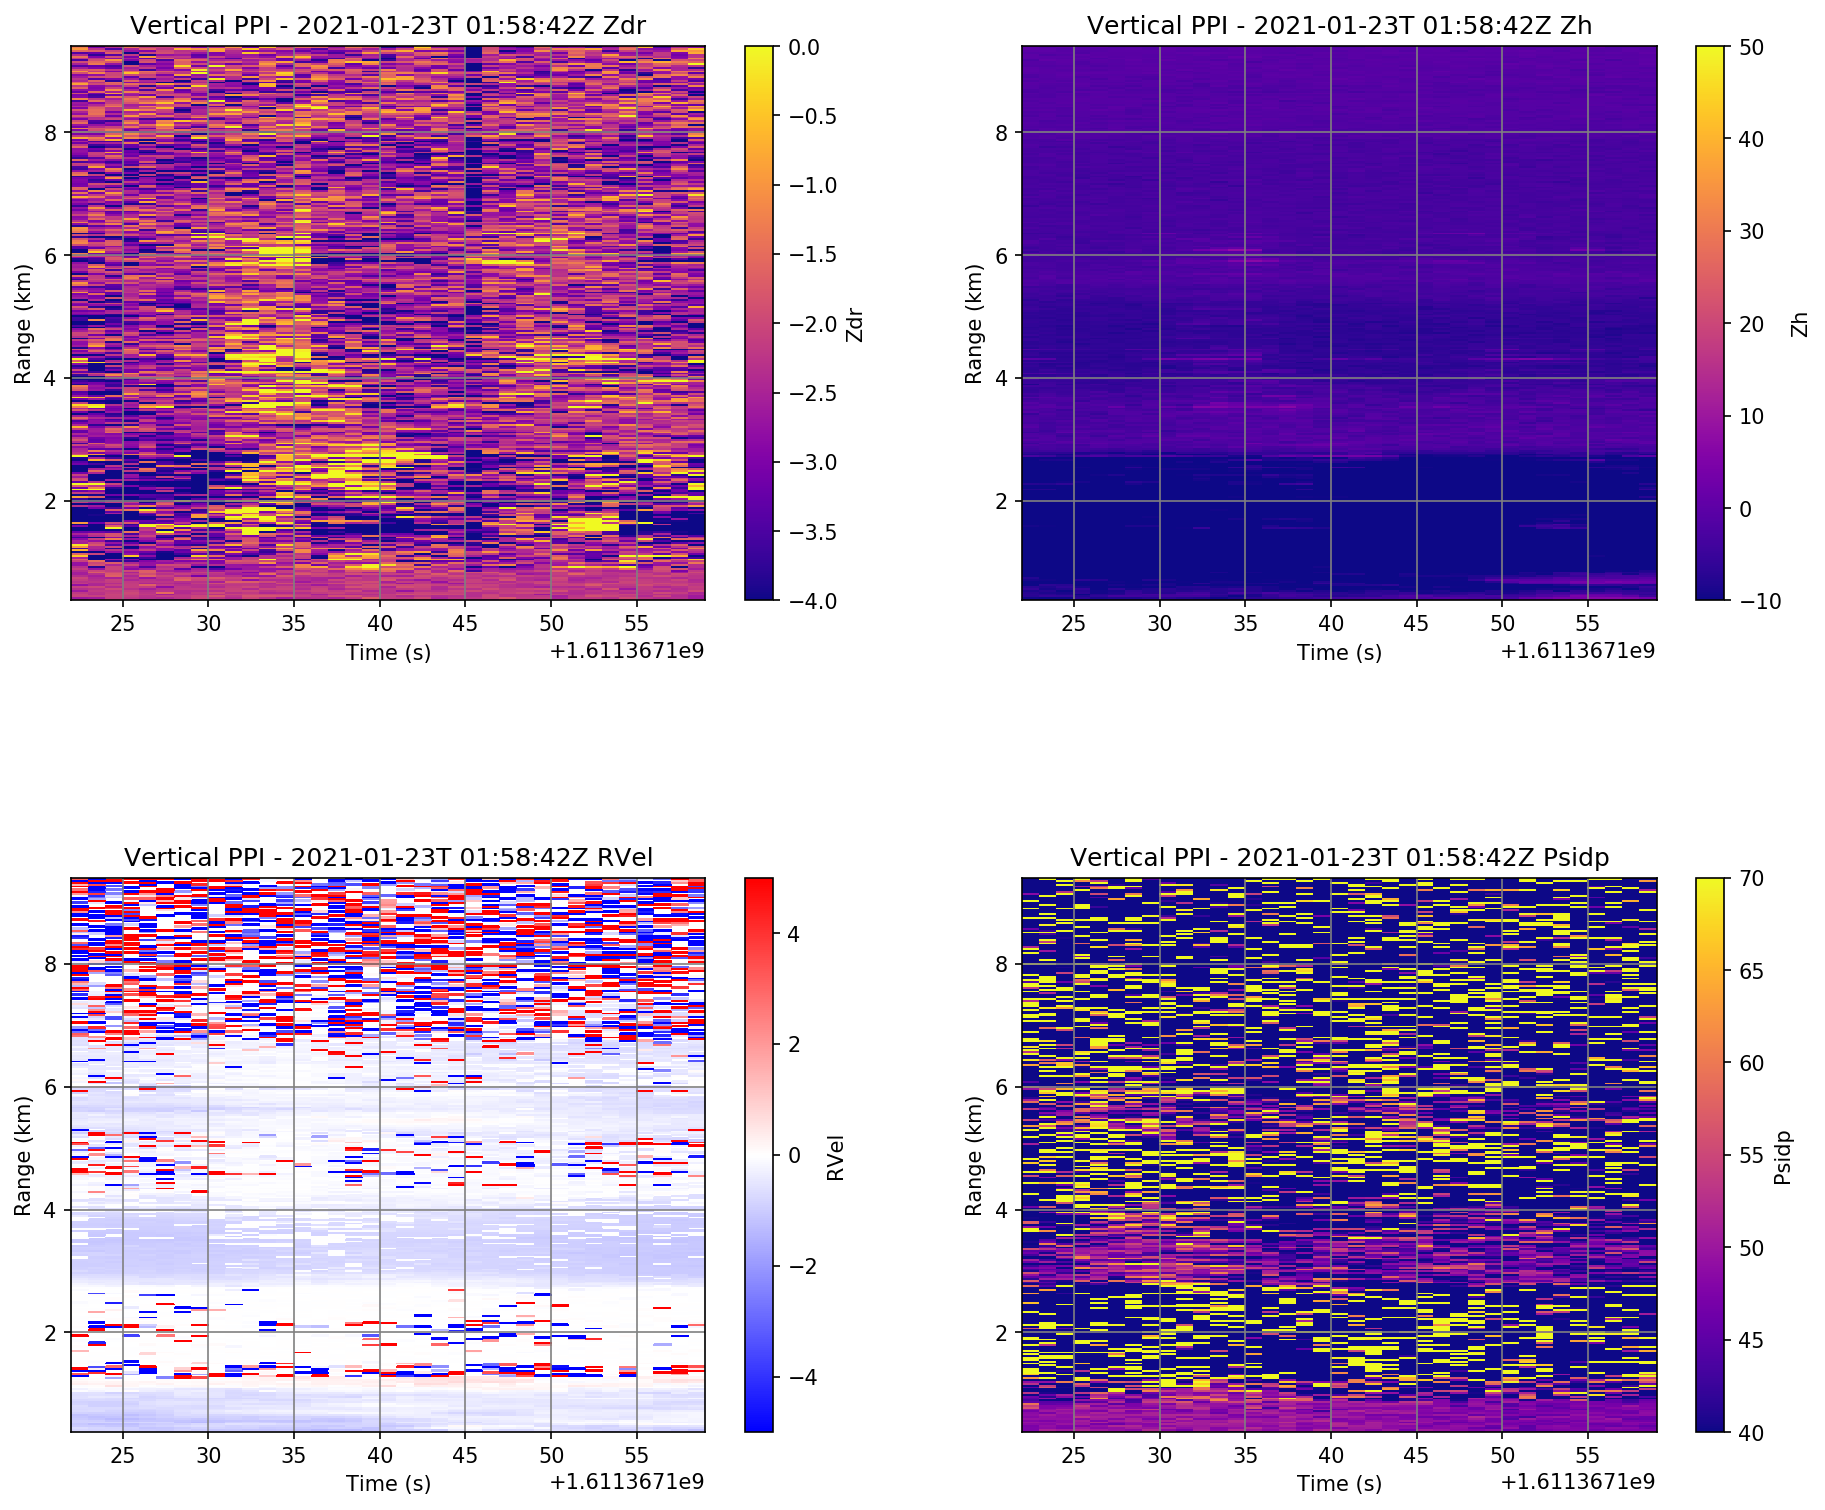 Vertical PPI - 2021-01-23T 01:58:42Z Zdr
Range (km)
8
6
4
2
25 30 35 40 45 50 55
Time (s)
+1.6113671e9
0.0
−0.5
−1.0
−1.5
−2.0
−2.5
−3.0
−3.5
−4.0
Zdr
Vertical PPI - 2021-01-23T 01:58:42Z Zh
Range (km)
8
6
4
2
25 30 35 40 45 50 55
Time (s)
+1.6113671e9
50
40
30
20
10
0
−10
Zh
Vertical PPI - 2021-01-23T 01:58:42Z RVel
Range (km)
8
6
4
2
25 30 35 40 45 50 55
Time (s)
+1.6113671e9
4
2
0
−2
−4
RVel
Vertical PPI - 2021-01-23T 01:58:42Z Psidp
Range (km)
8
6
4
2
25 30 35 40 45 50 55
Time (s)
+1.6113671e9
70
65
60
55
50
45
40
Psidp